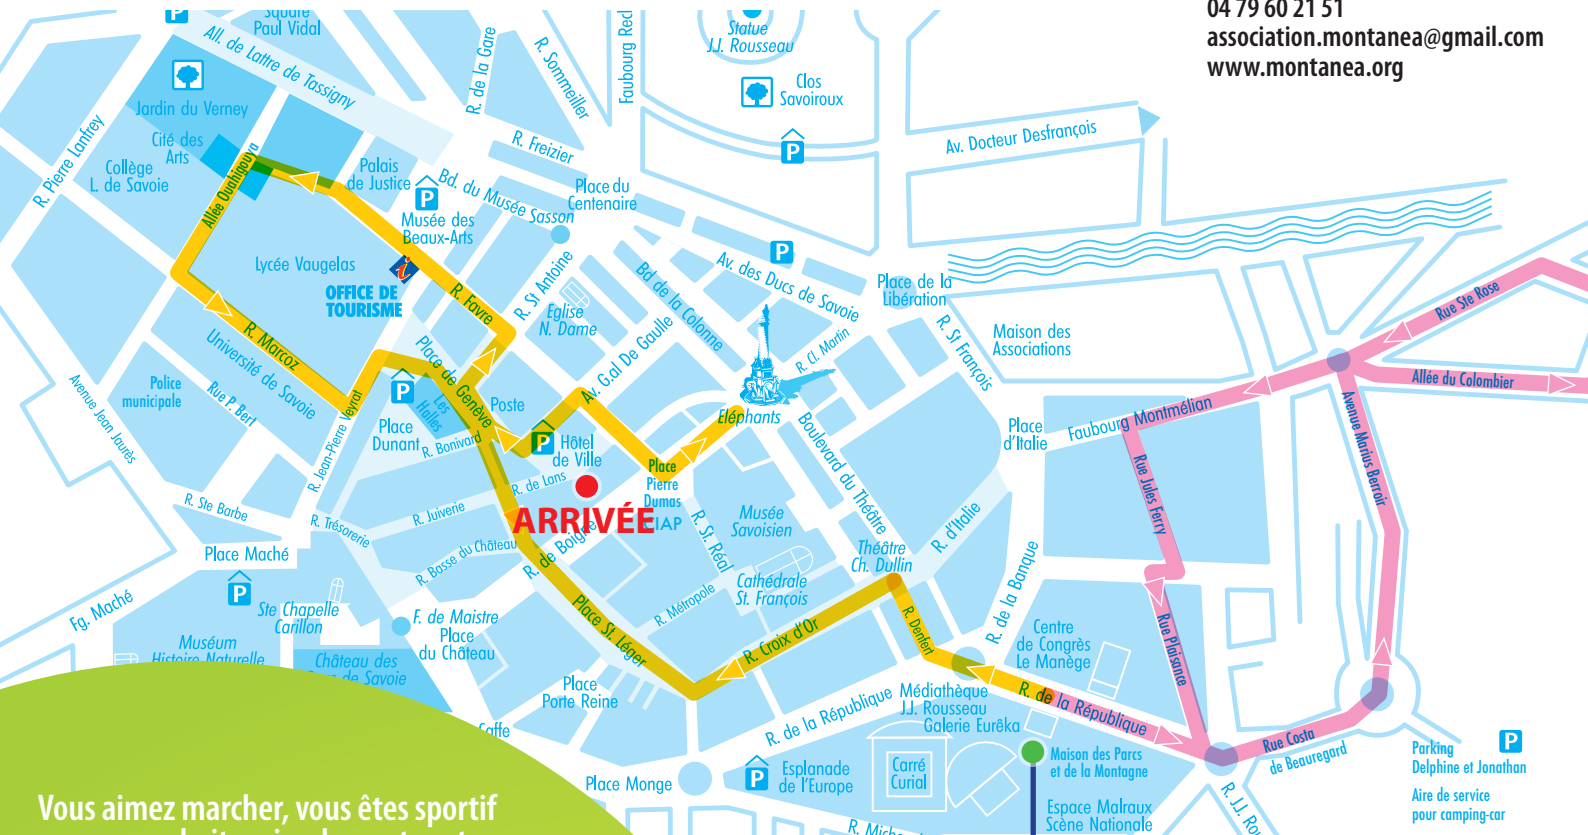 04 79 60 21 51
association.montanea@gmail.com
www.montanea.org
P
Square
Paul Vidal
All. de Lattre de Tassigny
R. de la Gare
R. Sommeiller
Faubourg Recl
Statue
J.J. Rousseau
Clos
Savoiroux
P
Av. Docteur Desfrançois
Jardin du Verney
Cité des
Arts
Collège
L. de Savoie
R. Pierre Lanfrey
Allée Ouahigouya
Palais
de Justice
P
Musée des
Beaux-Arts
Bd. du Musée
Sasson
R. Freizier
Place du
Centenaire
Lycée Vaugelas
i
OFFICE DE
TOURISME
R. Favre
R. St Antoine
Eglise
N. Dame
Bd de la Colonne
P
Av. des Ducs de Savoie
Place de la
Libération
R. St François
Maison des
Associations
Rue Ste Rose
Allée du Colombier
R. Marcoz
Université de Savoie
Police
municipale
Rue P. Bert
Avenue Jean Jaurès
R. Jean-Pierre Veyrat
Place de Genève
P
Les
Halles
Place
Dunant
R. Bonivard
Poste
P
Hôtel
de Ville
Av. G.al De Gaulle
R. Cl. Martin
Eléphants
Place
Pierre
Dumas
CIAP
ARRIVÉE
R. de Lans
R. Juiverie
R. Ste Barbe
R. Trésorerie
R. Basse du Château
R. de Boigne
R. St. Réal
Musée
Savoisien
Boulevard du Théâtre
Théâtre
Ch. Dullin
R. d'Italie
Place
d'Italie
Faubourg Montmélian
Rue Jules Ferry
Avenue Marius Berroir
R. de la Banque
Place Maché
P
Fg. Maché
Ste Chapelle
Carillon
F. de Maistre
Place
du Château
Muséum
Histoire Naturelle
Château des
de Savoie
Place St. Léger
R. Métropole
Cathédrale
St. François
R. Croix d'Or
R. Denfert
Centre
de Congrès
Le Manège
Rue Plaisance
Place
Porte Reine
R. de la République
Médiathèque
J.J. Rousseau
Galerie Eurêka
R. de la République
Rue Costa
de Beauregard
Place Monge
P
Esplanade
de l'Europe
Carré
Curial
Maison des Parcs
et de la Montagne
Espace Malraux
Scène Nationale
Parking
P
Delphine et Jonathan
Aire de service
pour camping-car
Vous aimez marcher, vous êtes sportif